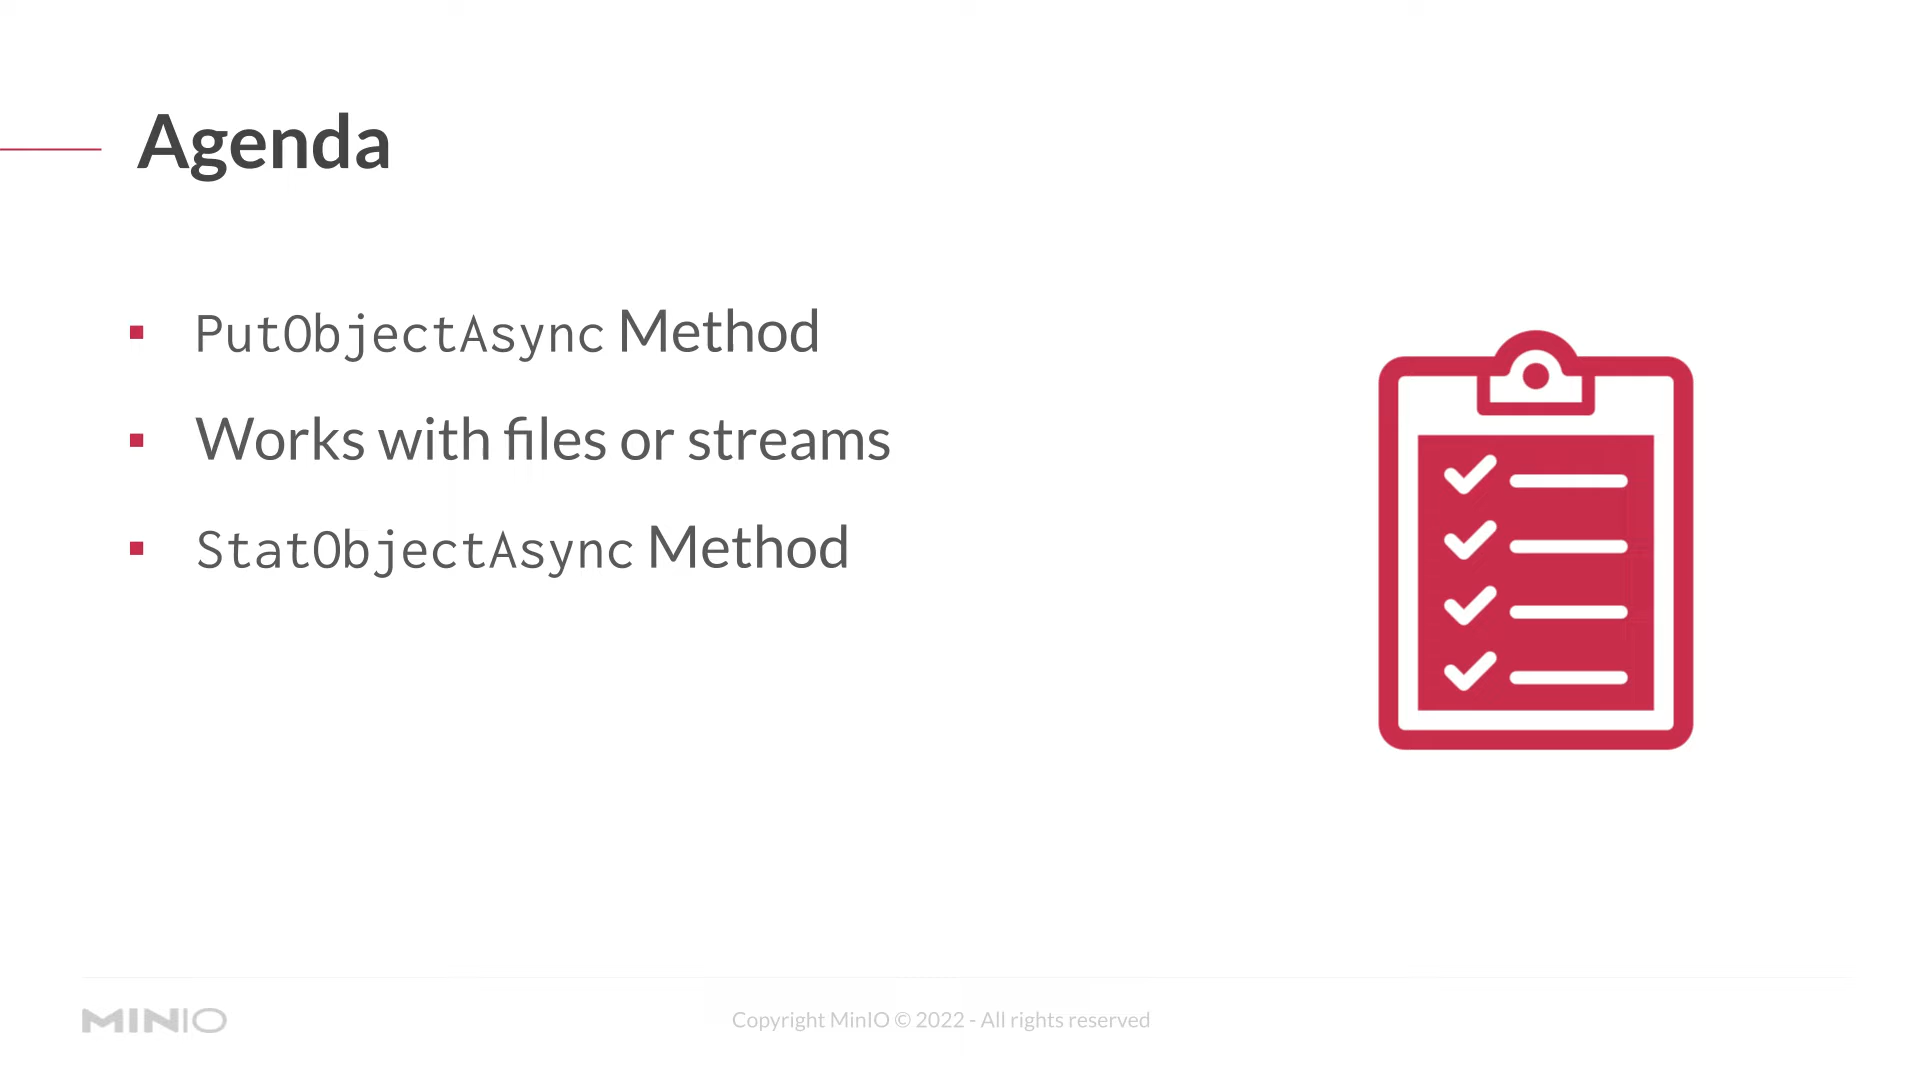 Agenda
PutObjectAsync Method
Works with files or streams
StatObjectAsync Method
MINIO
Copyright MinIO © 2022 - All rights reserved